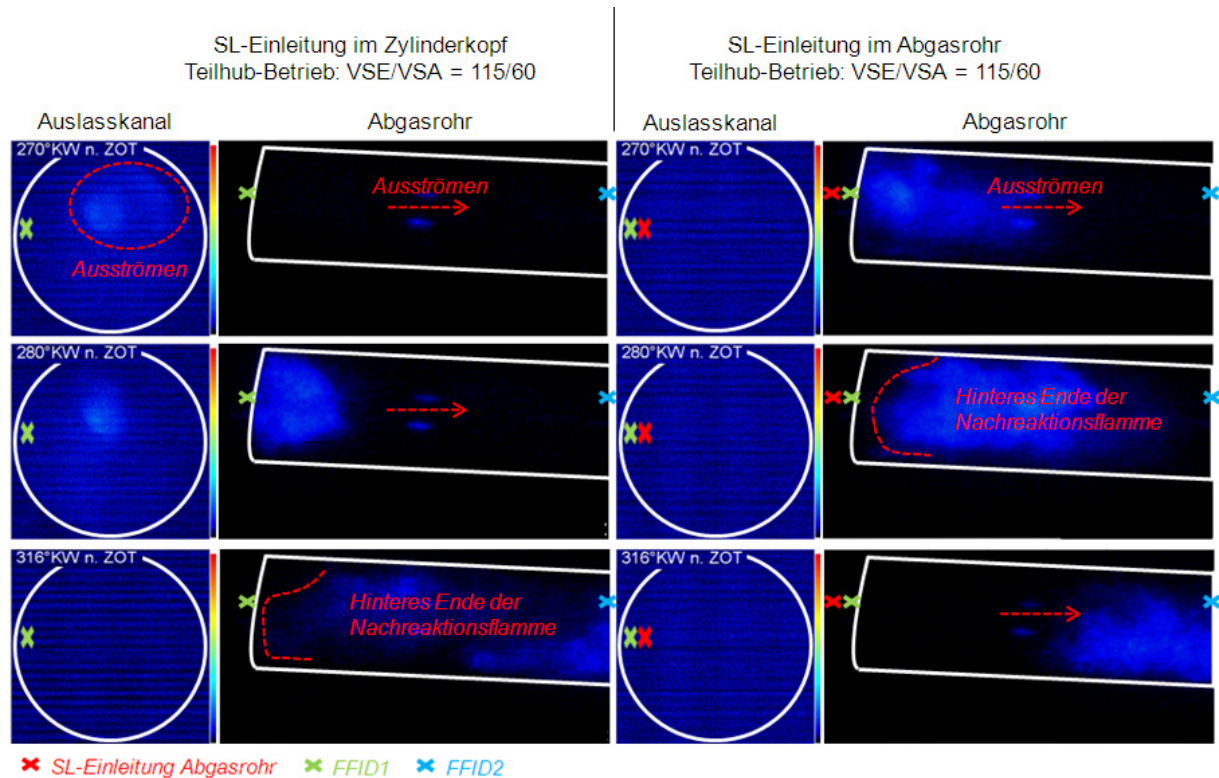 SL-Einleitung im Zylinderkopf
Teilhub-Betrieb: VSE/VSA = 115/60
SL-Einleitung im Abgasrohr
Teilhub-Betrieb: VSE/VSA = 115/60
Auslasskanal
Abgasrohr
Auslasskanal
Abgasrohr
270°KW n. ZOT
Ausströmen
Ausströmen
270°KW n. ZOT
Ausströmen
280°KW n. ZOT
280°KW n. ZOT
Hinteres Ende der
Nachreaktionsflamme
316°KW n. ZOT
Hinteres Ende der
Nachreaktionsflamme
316°KW n. ZOT
SL-Einleitung Abgasrohr
FFID1
FFID2